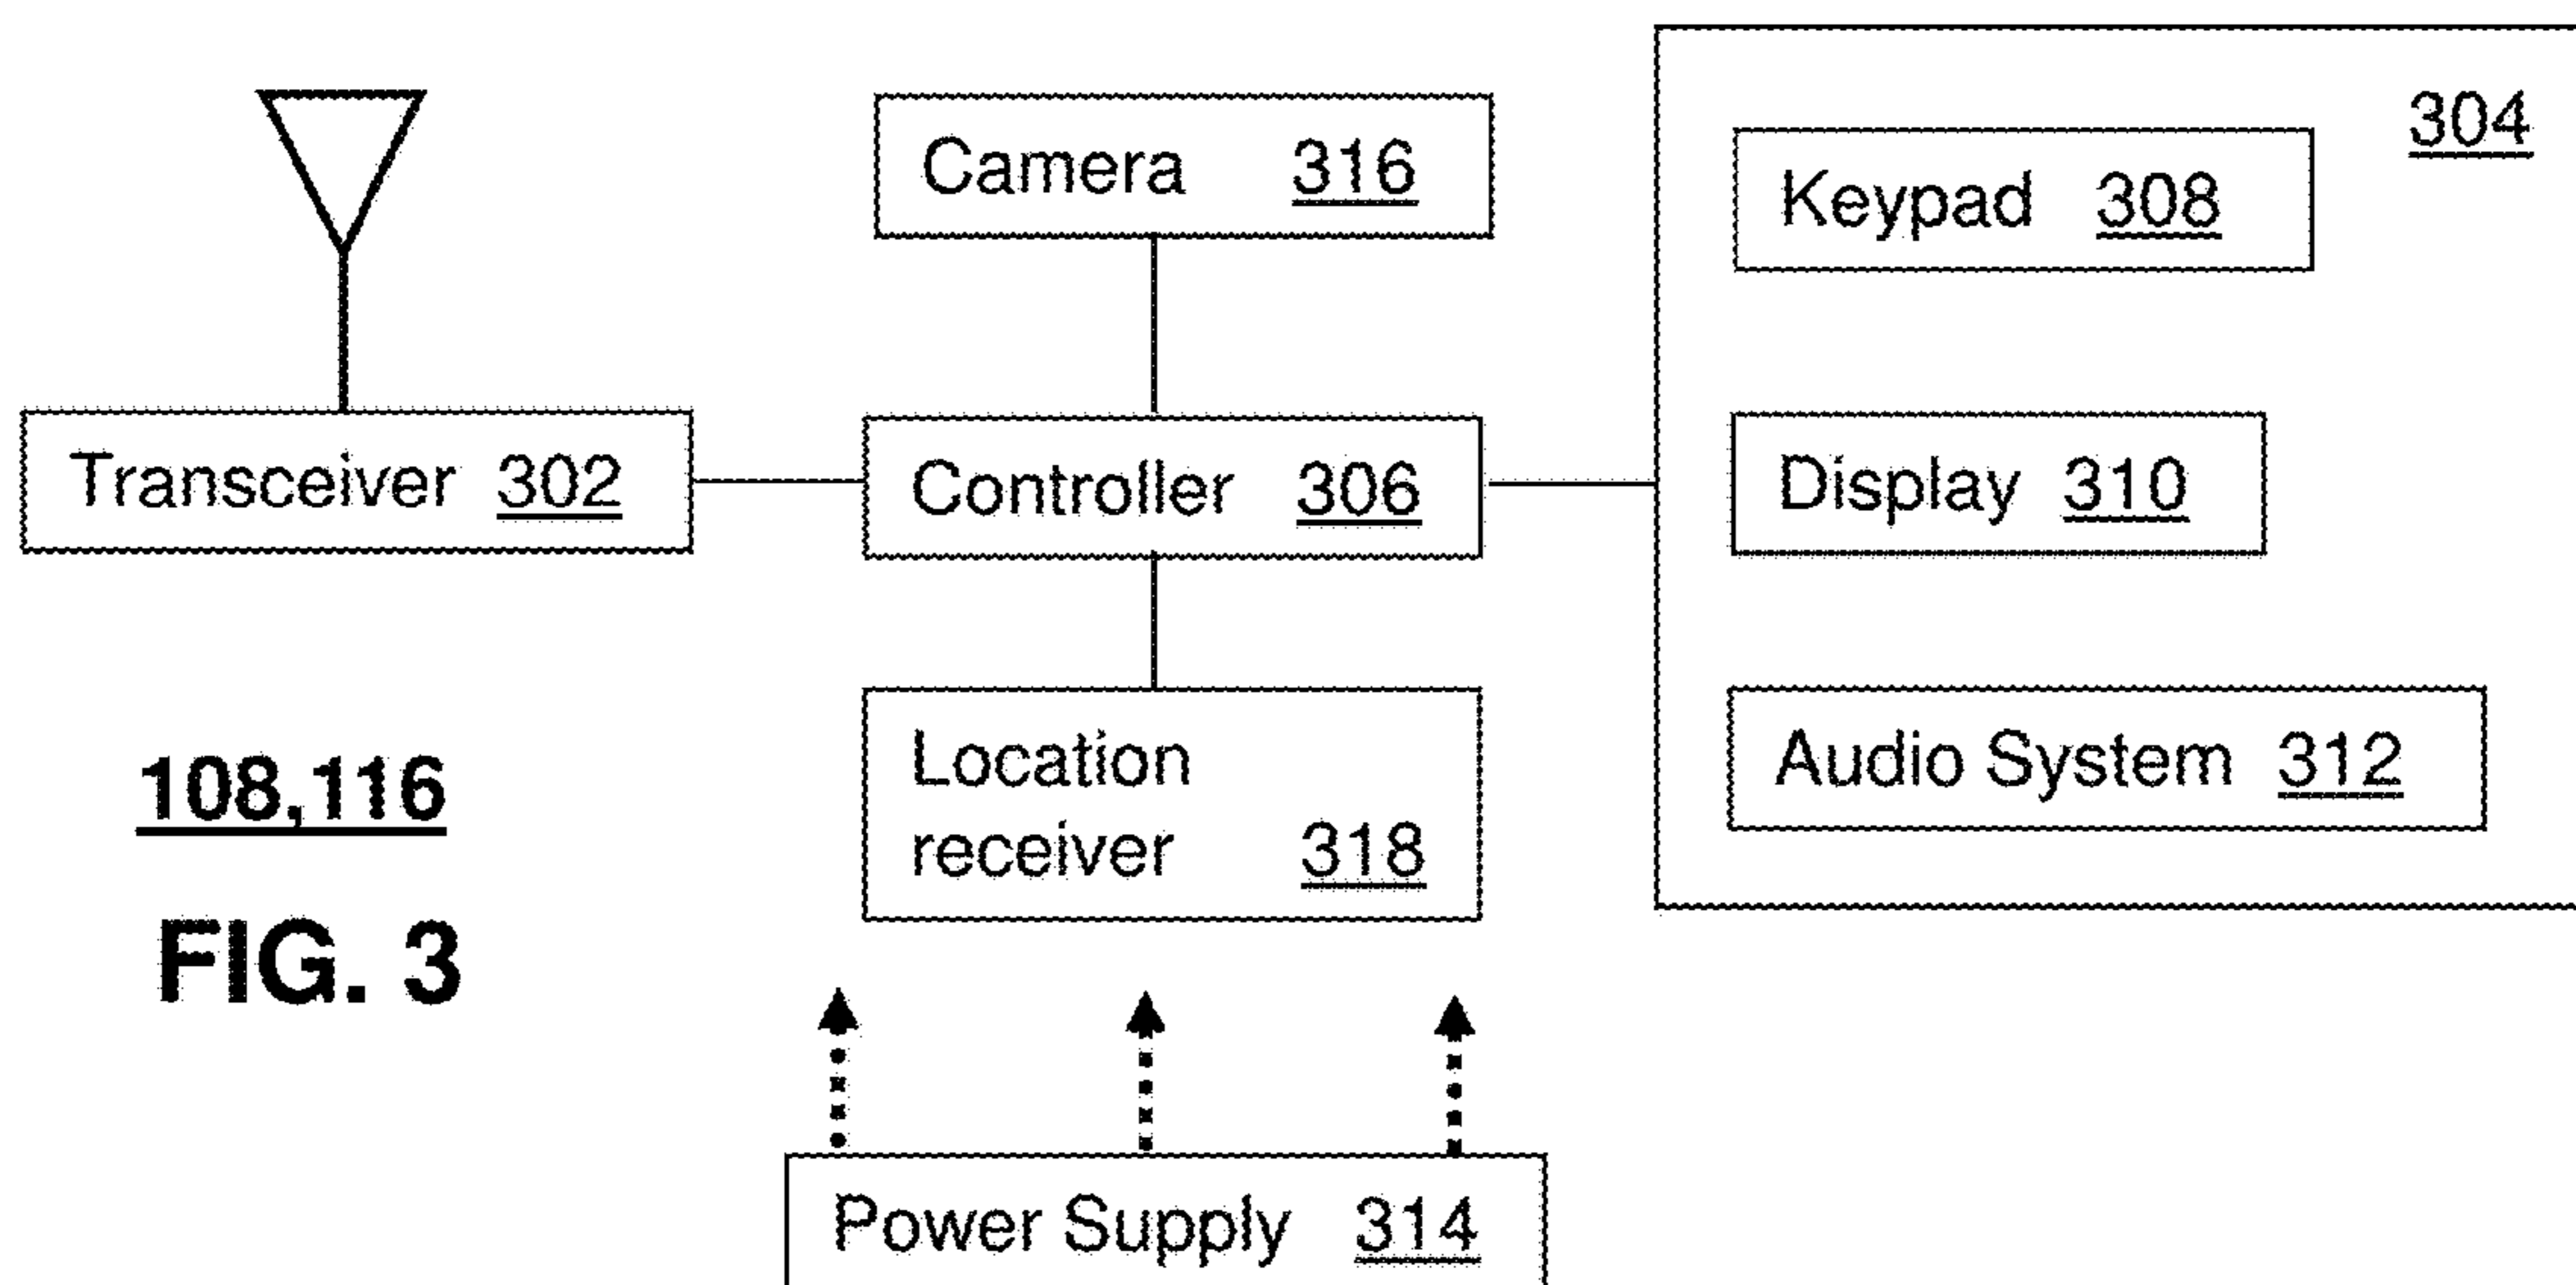 304
Camera 316
Keypad 308
Transceiver 302
Controller 306
Display 310
Location
receiver 318
Audio System 312
108,116
FIG. 3
Power Supply 314